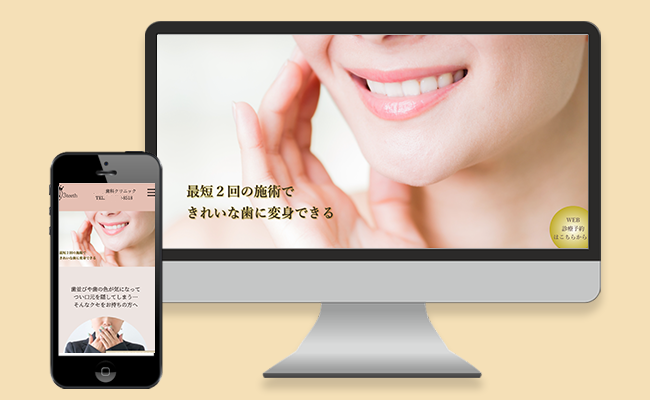 最短２回の施術で
きれいな歯に変身できる
WEB
診療予約
はこちらから
歯科クリニック
TEL -8518
最短２回の施術で
きれいな歯に変身できる
歯並びや歯の色が気になって
つい口元を隠してしまう…
そんなクセをお持ちの方へ